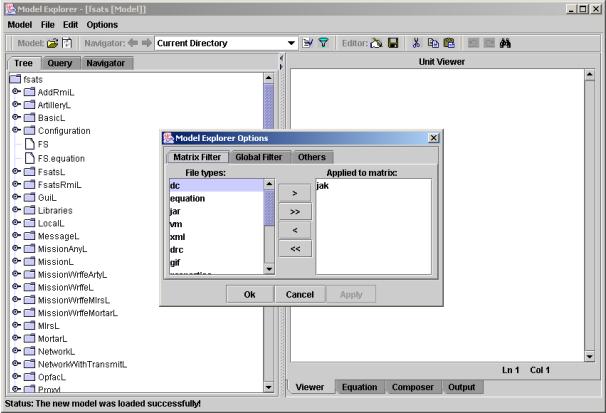 Model Explorer - [fsats [Model]]
Model File Edit Options
Model: Navigator: Current Directory Editor:
Tree Query Navigator
fsats
AddRmiL
ArtilleryL
BasicL
Configuration
FS
FS.equation
FsatsL
FsatsRmiL
GuiL
Libraries
LocalL
MessageL
MissionAnyL
MissionL
MissionWrffeArtyL
MissionWrffeL
MissionWrffeMlrsL
MissionWrffeMortarL
MlrsL
MortarL
NetworkL
NetworkWithTransmitL
OpfacL
ProxyL
Unit Viewer
Model Explorer Options
Matrix Filter Global Filter Others
File types:
dc
equation
jar
vm
xml
drc
gif
>
>>
<
<<
Applied to matrix:
jak
Ok Cancel Apply
Ln 1 Col 1
Viewer Equation Composer Output
Status: The new model was loaded successfully!